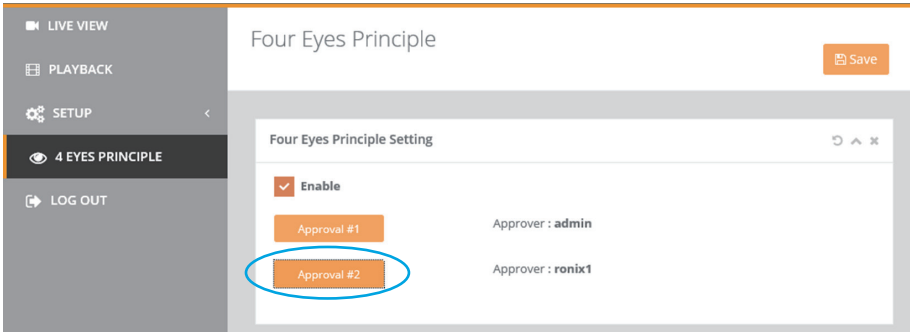 LIVE VIEW
PLAYBACK
SETUP
4 EYES PRINCIPLE
LOG OUT
Four Eyes Principle
Save
Four Eyes Principle Setting
Enable
Approval #1
Approver : admin
Approval #2
Approver : ronix1